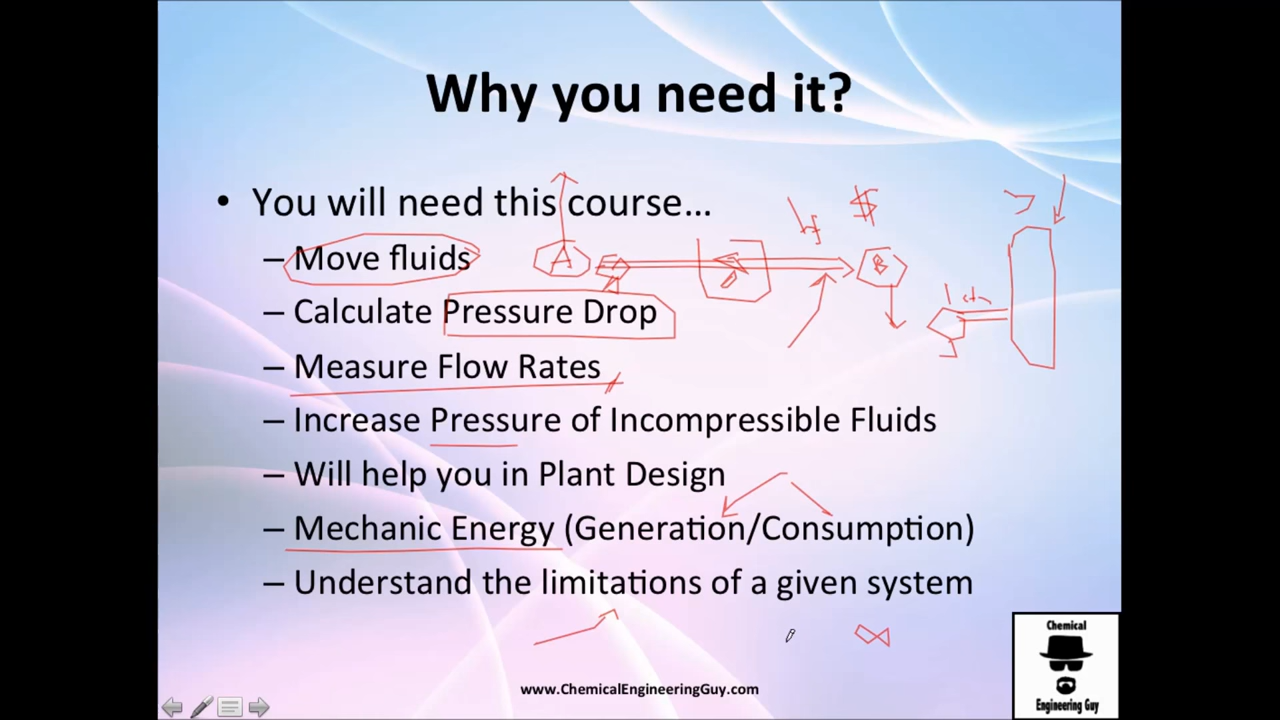 Why you need it?
• You will need this course…
– Move fluids
A
$
B
– Calculate Pressure Drop
– Measure Flow Rates
– Increase Pressure of Incompressible Fluids
– Will help you in Plant Design
– Mechanic Energy (Generation/Consumption)
– Understand the limitations of a given system
www.ChemicalEngineeringGuy.com
Chemical
Engineering Guy